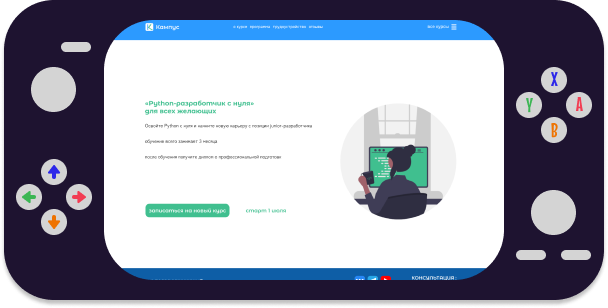 К Кампус
о курсе программа трудоустройство отзывы
все курсы
«Python-разработчик с нуля»
для всех желающих
Освойте Python с нуля и начните новую карьеру с позиции junior-разработчика
обучение всего занимает 3 месяца
после обучения получите диплом о профессиональной подготовке
записаться на новый курс
старт 1 июля
консультация:
X
Y
A
B